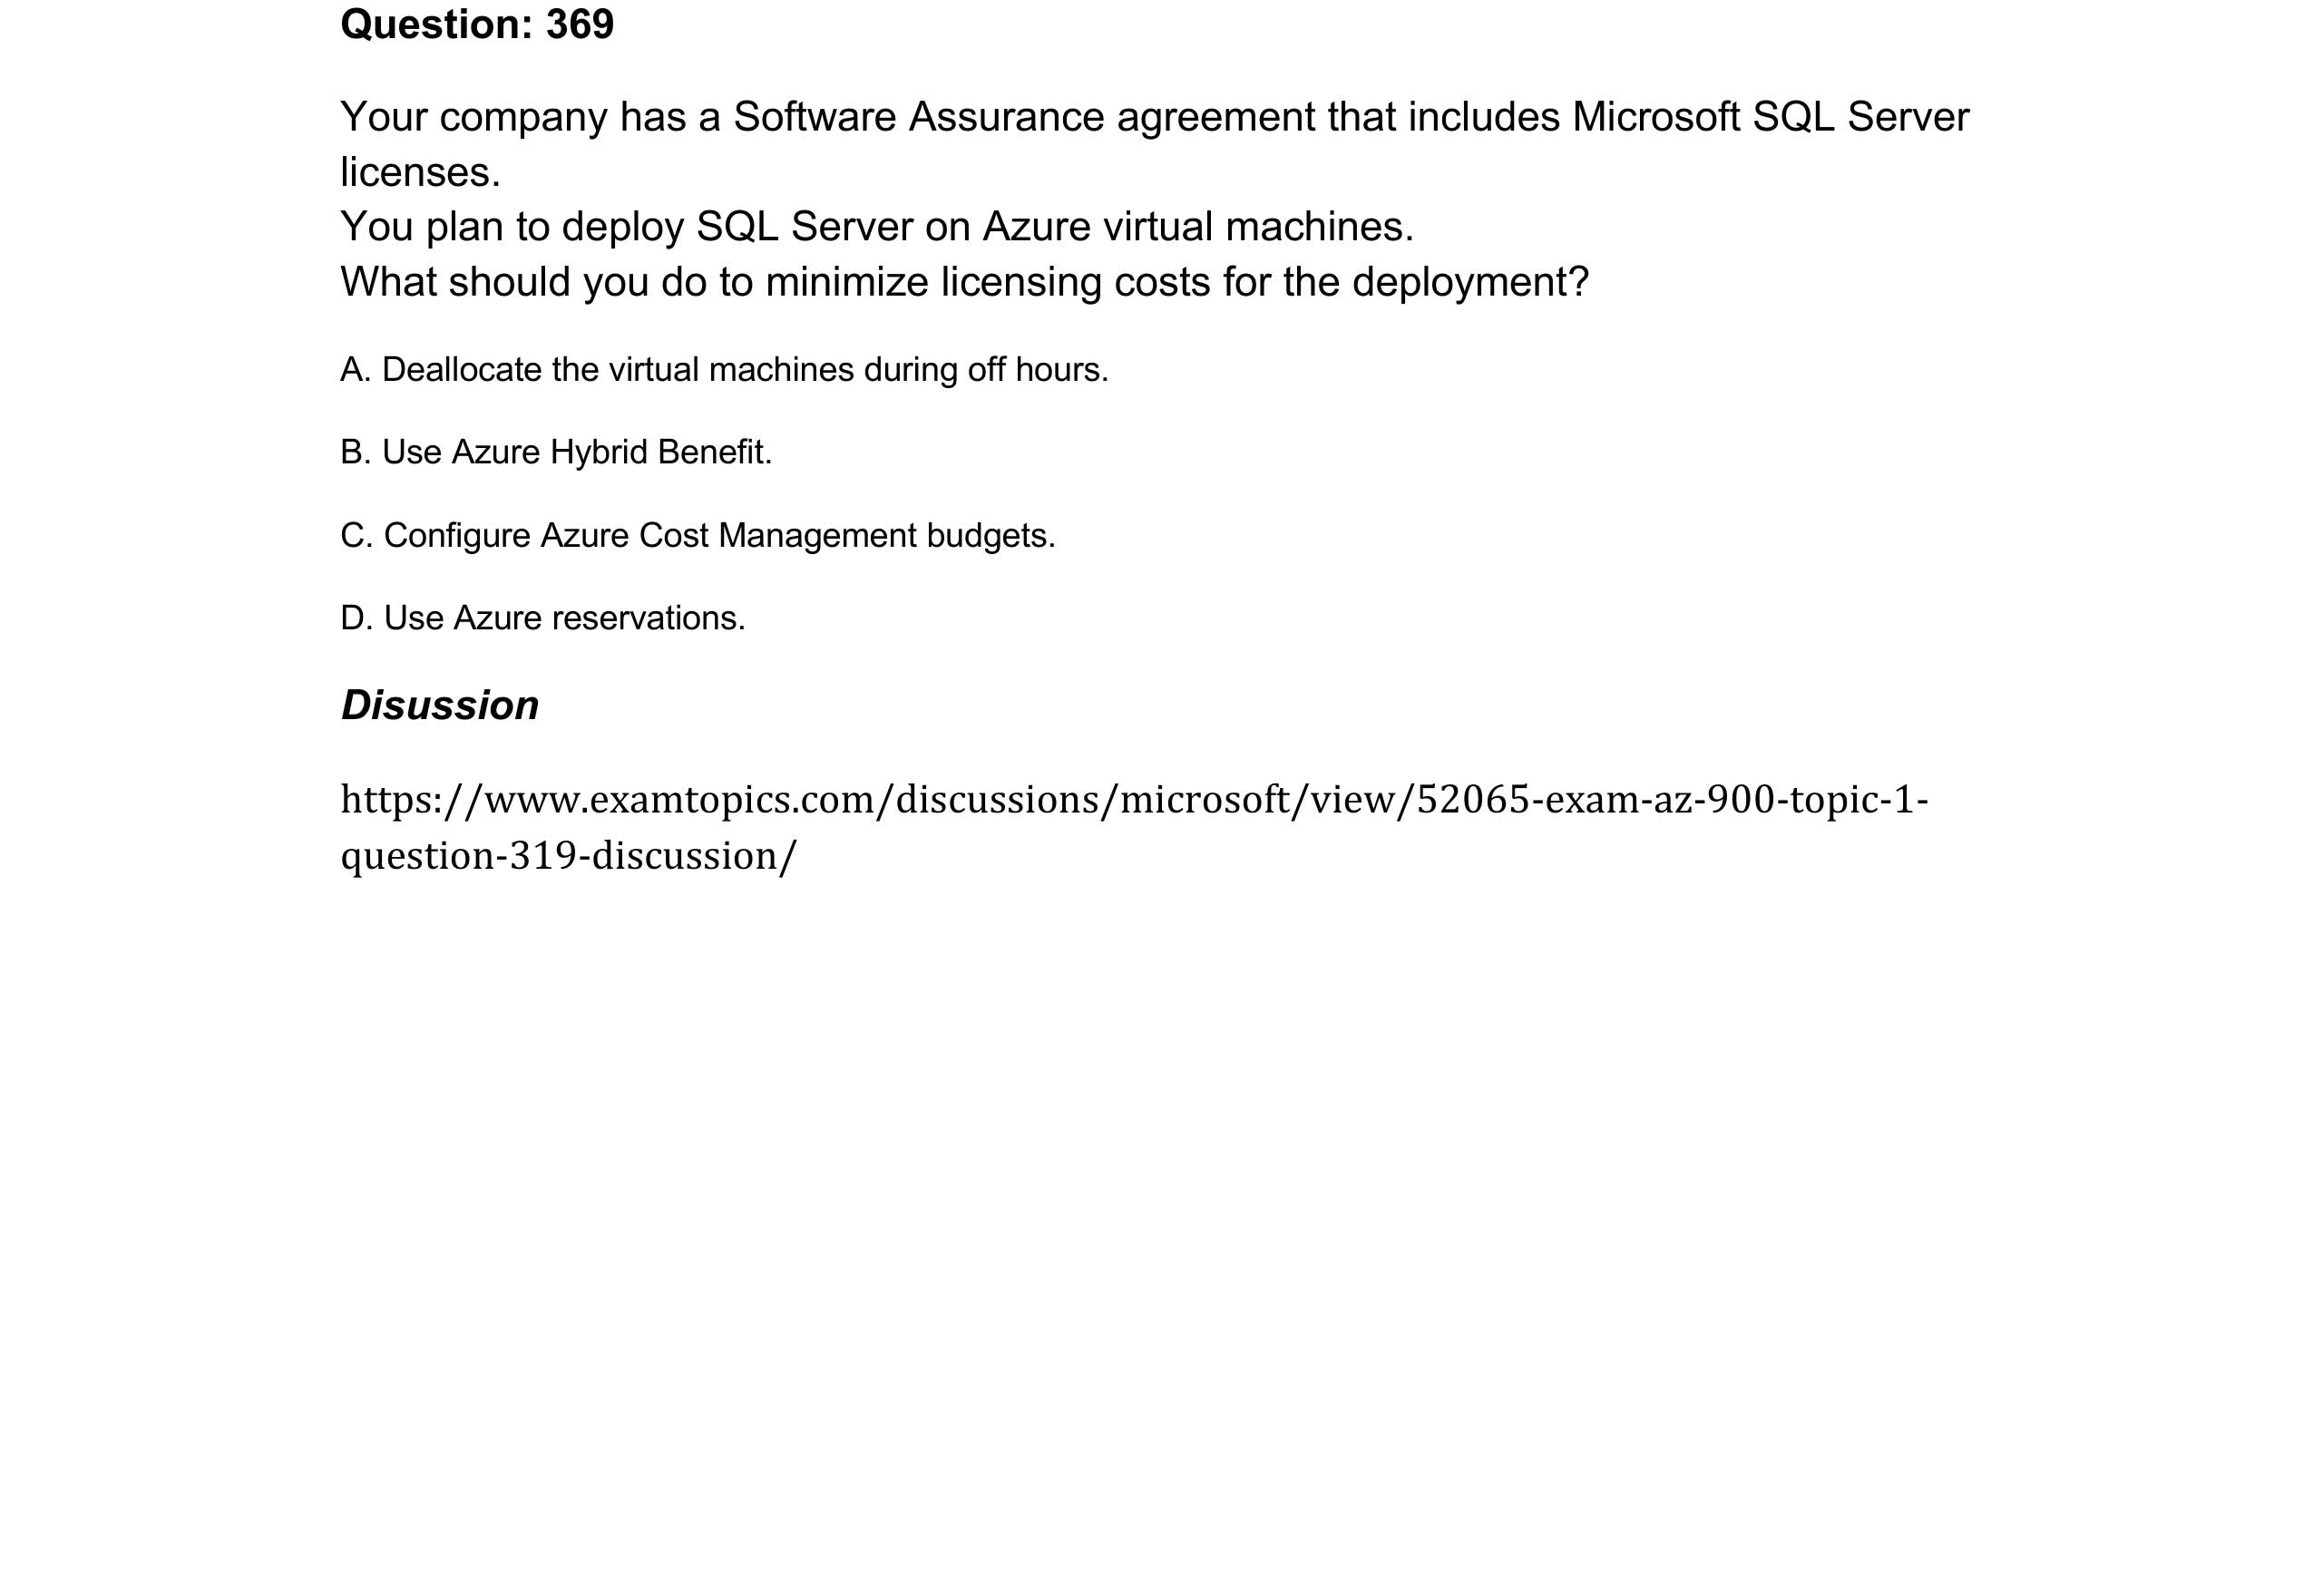 Question: 369
Your company has a Software Assurance agreement that includes Microsoft SQL Server
licenses.
You plan to deploy SQL Server on Azure virtual machines.
What should you do to minimize licensing costs for the deployment?
A. Deallocate the virtual machines during off hours.
B. Use Azure Hybrid Benefit.
C. Configure Azure Cost Management budgets.
D. Use Azure reservations.
Disussion
https://www.examtopics.com/discussions/microsoft/view/52065-exam-az-900-topic-1-
question-319-discussion/